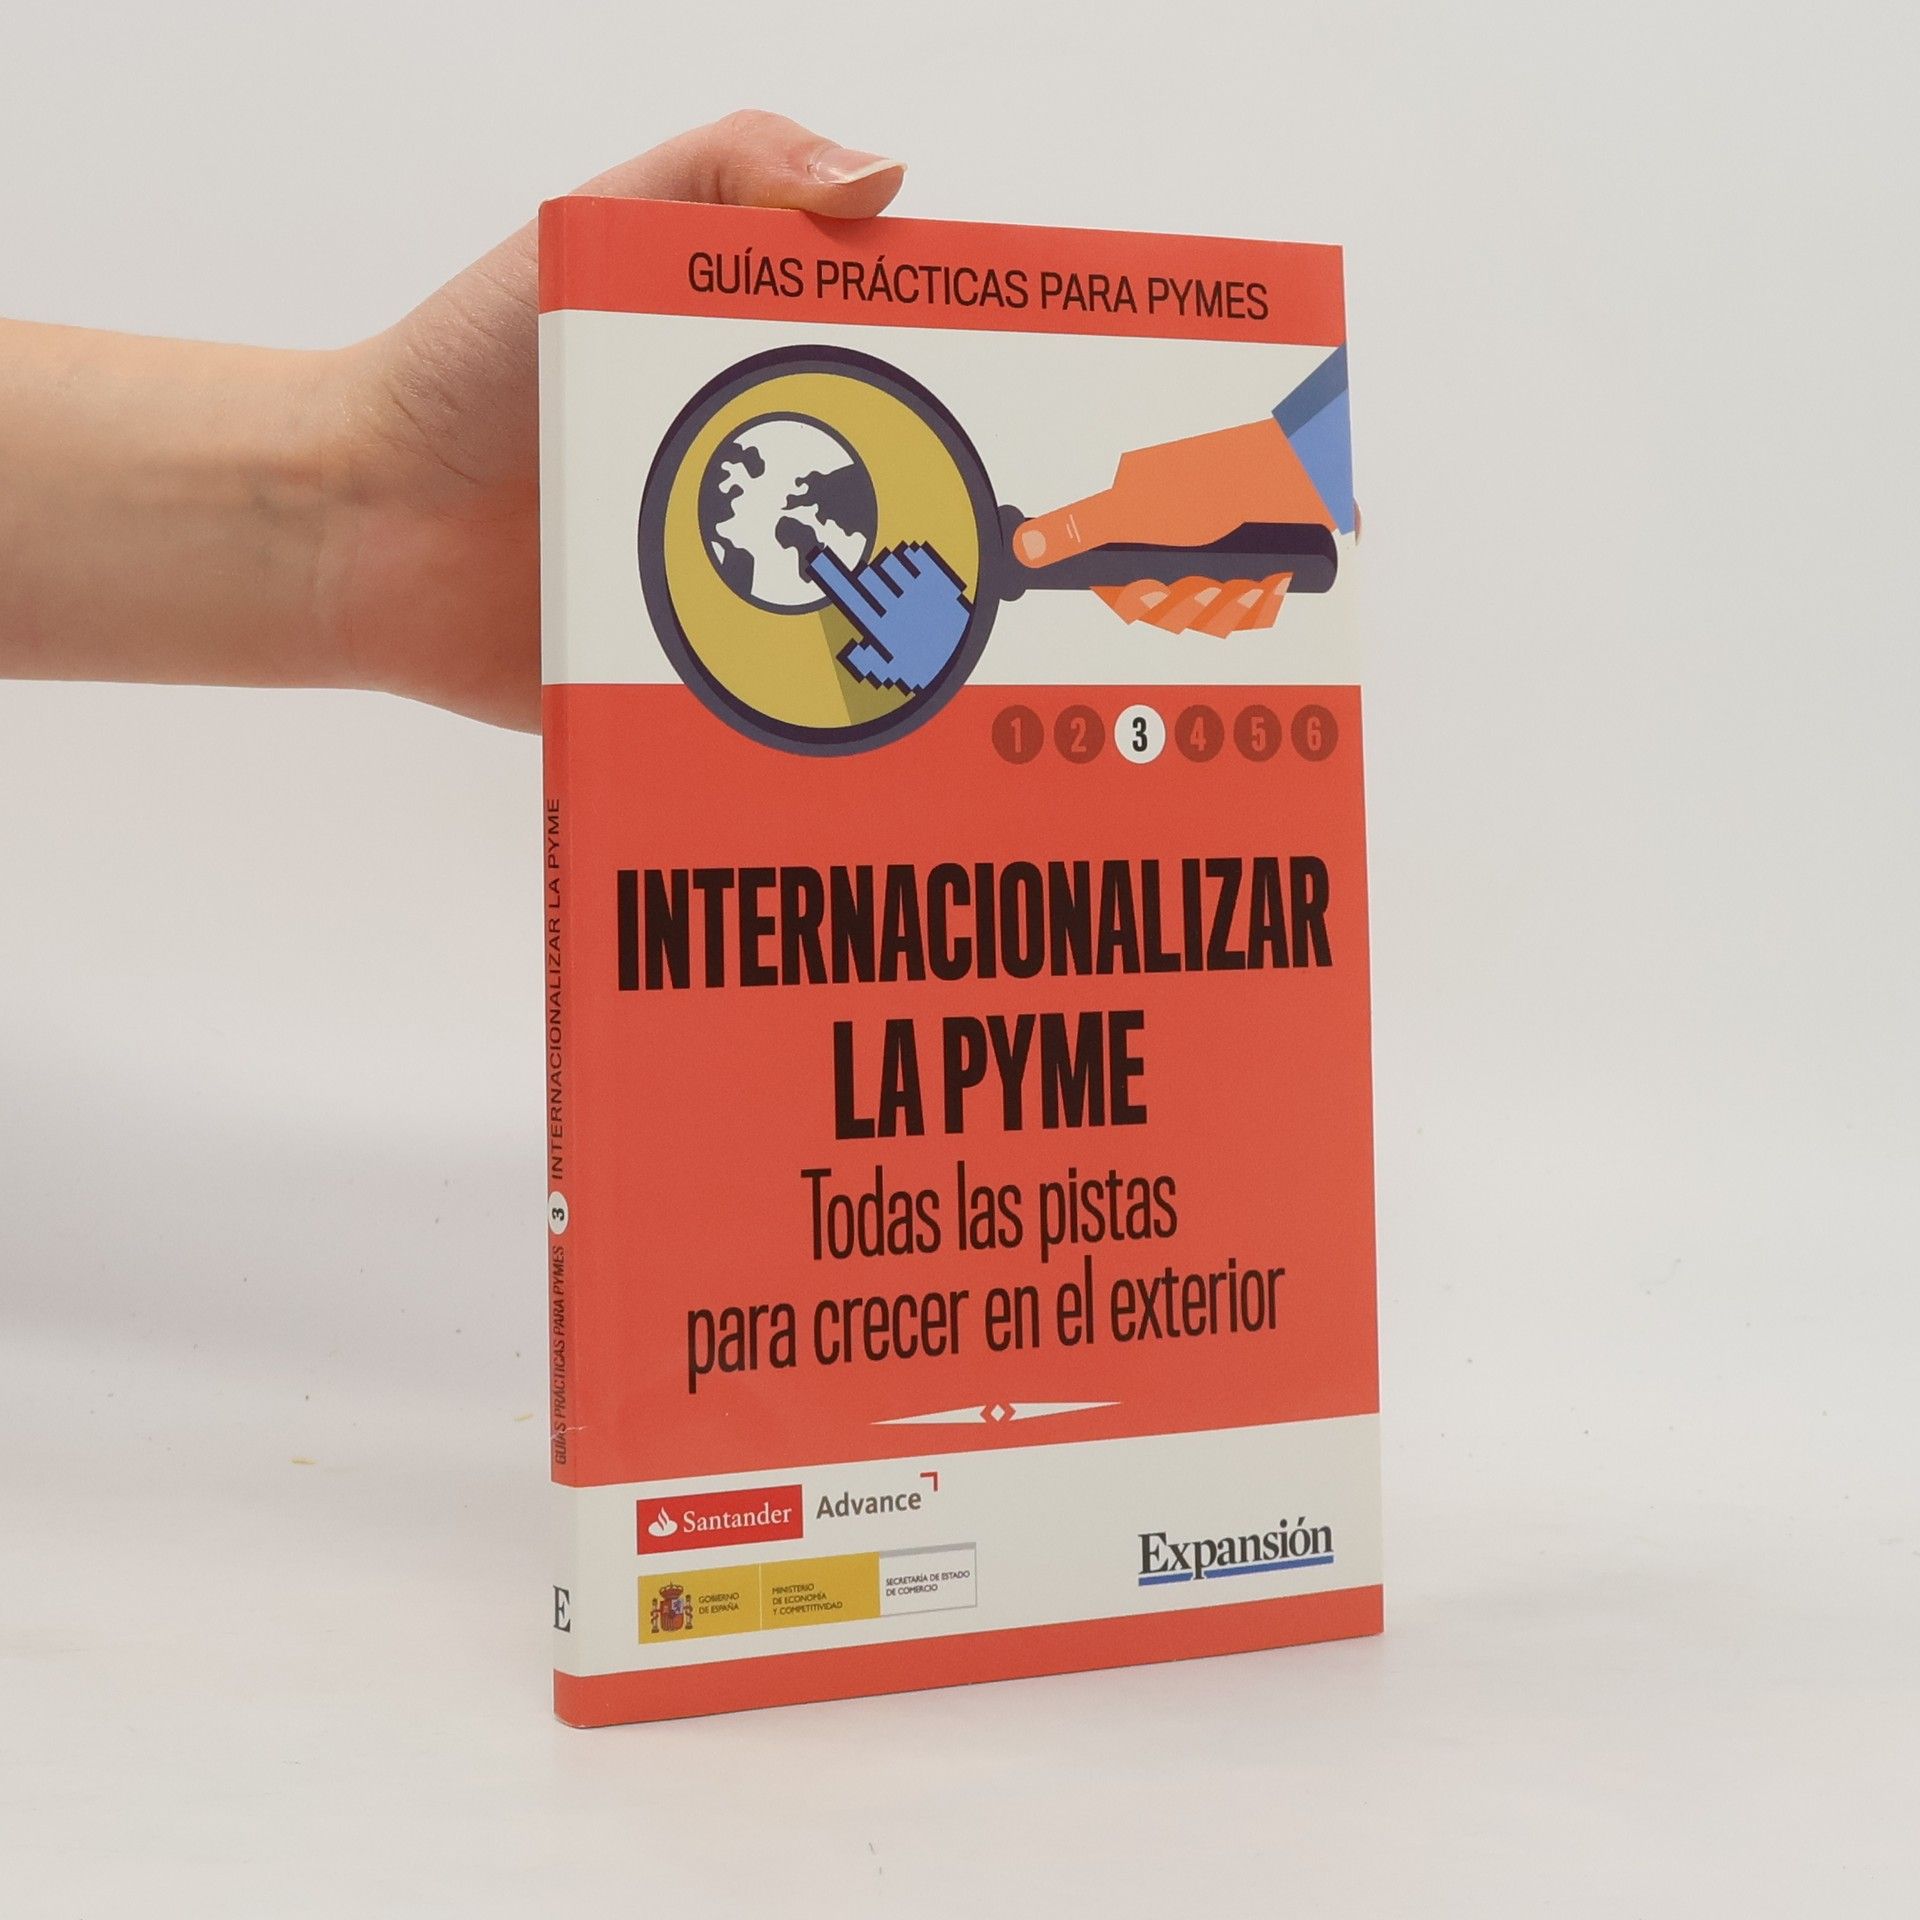 GUÍAS PRÁCTICAS PARA PYMES
1 2 3 4 5 6
INTERNACIONALIZAR
LA PYME
Todas las pistas
para crecer en el exterior
Santander Advance
GOBIERNO
DE ESPAÑA
MINISTERIO
DE ECONOMÍA
Y COMPETITIVIDAD
SECRETARÍA DE ESTADO
DE COMERCIO
Expansión
GUÍAS PRÁCTICAS PARA PYMES 3 INTERNACIONALIZAR LA PYME
E